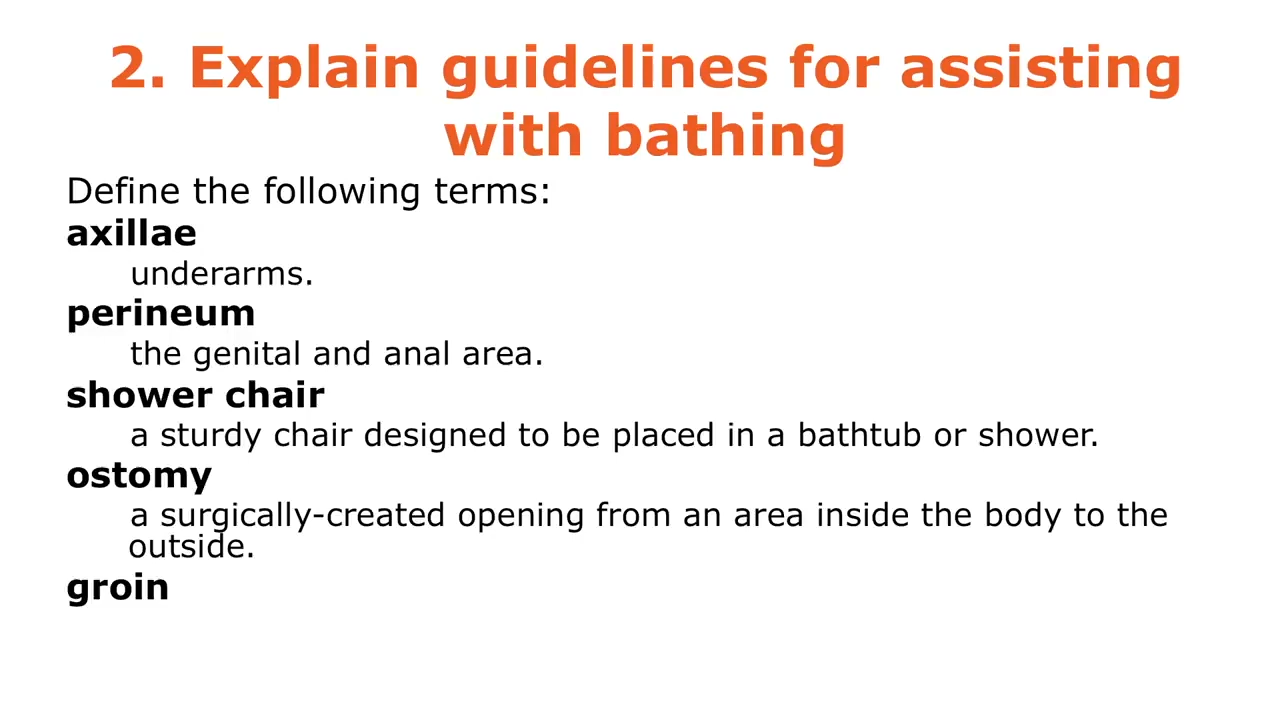 2. Explain guidelines for assisting
with bathing
Define the following terms:
axillae
underarms.
perineum
the genital and anal area.
shower chair
a sturdy chair designed to be placed in a bathtub or shower.
ostomy
a surgically-created opening from an area inside the body to the
outside.
groin